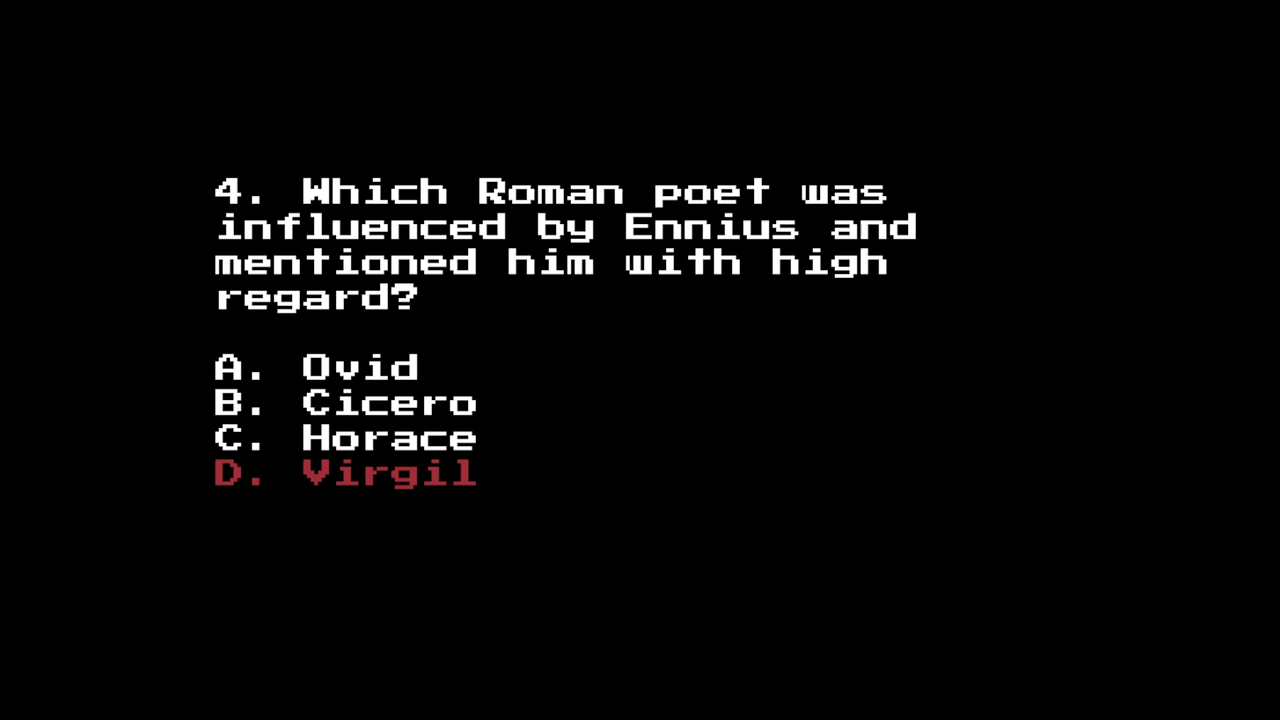 4. Which Roman poet was
influenced by Ennius and
mentioned him with high
regard?
A. Ovid
B. Cicero
C. Horace
D. Virgil